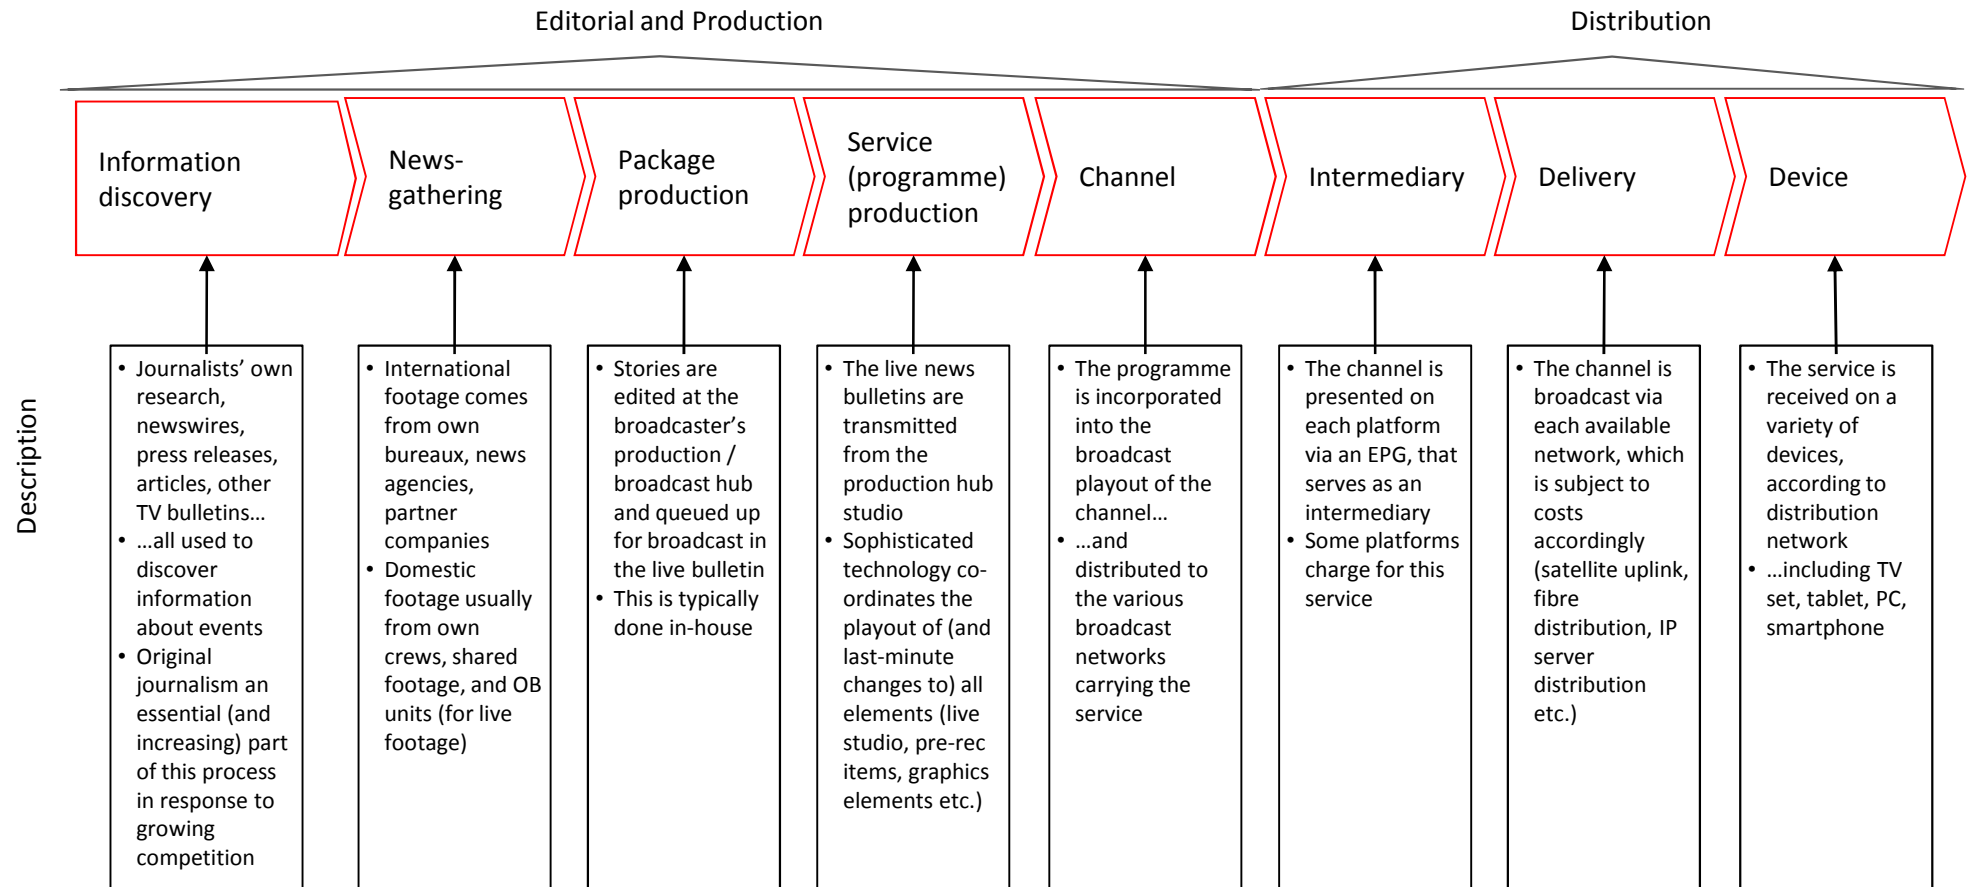 Editorial and Production
Distribution
Information
discovery
News-
gathering
Package
production
Service
(programme)
production
Channel
Intermediary
Delivery
Device
Description
• Journalists’ own
research,
newswires,
press releases,
articles, other
TV bulletins…
• …all used to
discover
information
about events
• Original
journalism an
essential (and
increasing) part
of this process
in response to
growing
competition
• International
footage comes
from own
bureaux, news
agencies,
partner
companies
• Domestic
footage usually
from own
crews, shared
footage, and OB
units (for live
footage)
• Stories are
edited at the
broadcaster’s
production /
broadcast hub
and queued up
for broadcast in
the live bulletin
• This is typically
done in-house
• The live news
bulletins are
transmitted
from the
production hub
studio
• Sophisticated
technology co-
ordinates the
playout of (and
last-minute
changes to) all
elements (live
studio, pre-rec
items, graphics
elements etc.)
• The programme
is incorporated
into the
broadcast
playout of the
channel…
• …and
distributed to
the various
broadcast
networks
carrying the
service
• The channel is
presented on
each platform
via an EPG, that
serves as an
intermediary
• Some platforms
charge for this
service
• The channel is
broadcast via
each available
network, which
is subject to
costs
accordingly
(satellite uplink,
fibre
distribution, IP
server
distribution
etc.)
• The service is
received on a
variety of
devices,
according to
distribution
network
• …including TV
set, tablet, PC,
smartphone